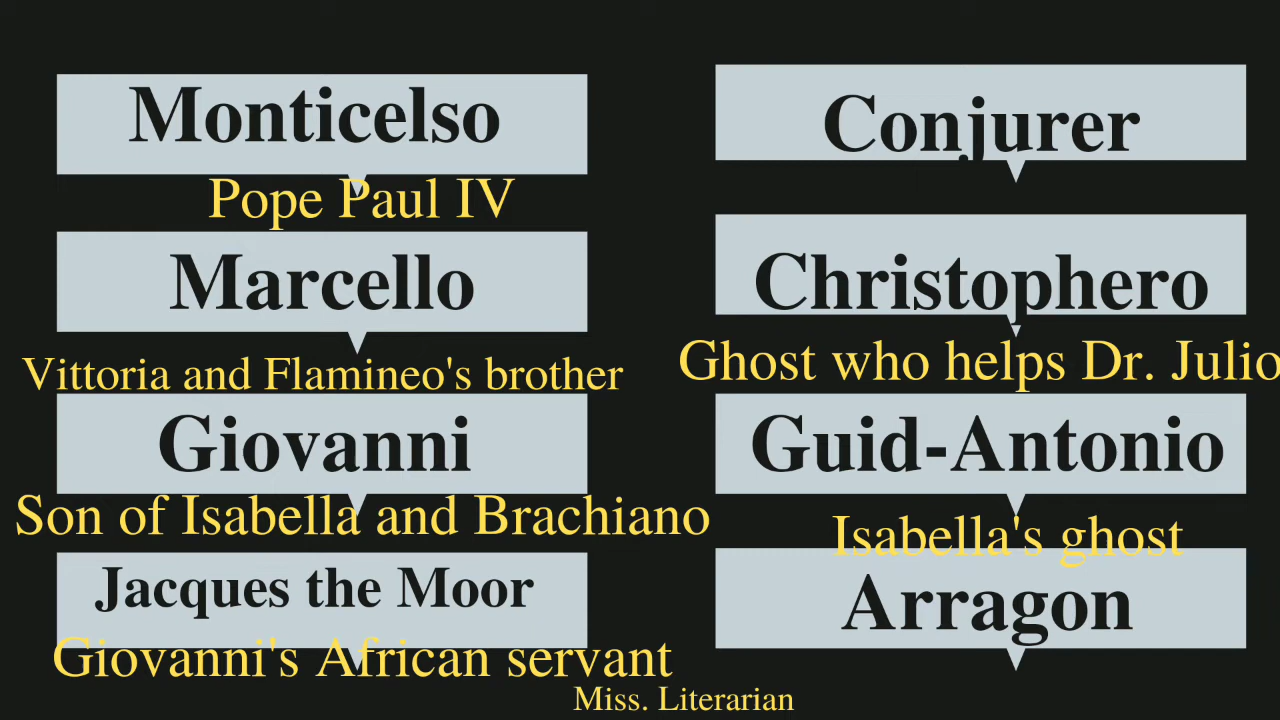 Monticelso
Pope Paul IV
Marcello
Vittoria and Flamineo's brother
Giovanni
Son of Isabella and Brachiano
Jacques the Moor
Giovanni's African servant
Conjurer
Christophero
Ghost who helps Dr. Julio
Guid-Antonio
Isabella's ghost
Arragon
Miss. Literarian